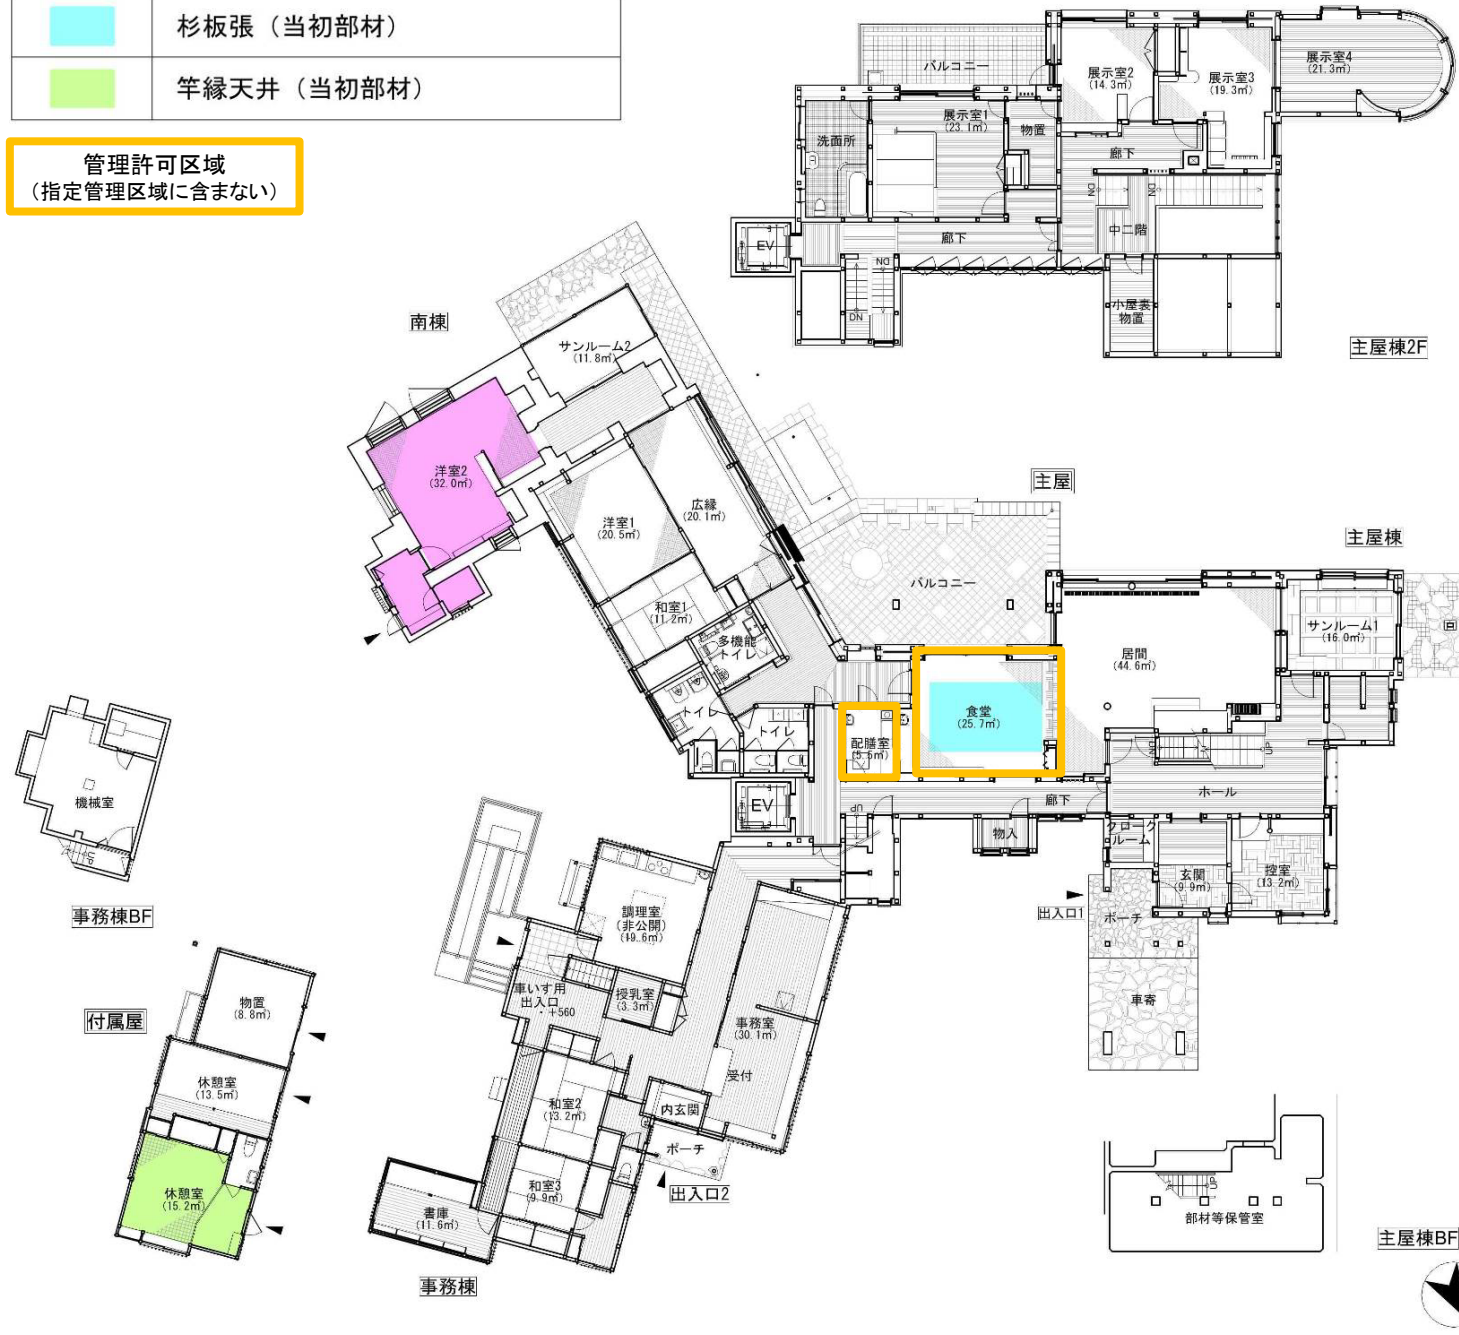 杉板張（当初部材）
竿縁天井（当初部材）
管理許可区域
（指定管理区域に含まない）
バルコニー
展示室2
(14.3㎡)
展示室3
(19.3㎡)
展示室4
(21.3㎡)
展示室1
(23.1㎡)
物置
洗面所
廊下
DN
DN
中二階
EV
廊下
DN
DN
小屋裏
物置
主屋棟2F
南棟
サンルーム2
(11.8㎡)
洋室2
(32.0㎡)
洋室1
(20.5㎡)
広縁
(20.1㎡)
和室1
(11.2㎡)
多機能
トイレ
トイレ
トイレ
主屋
バルコニー
主屋棟
居間
(44.6㎡)
サンルーム1
(16.0㎡)
食堂
(25.7㎡)
配膳室
(5.5㎡)
DN
UP
ホール
廊下
EV
UP
物入
クローク
ルーム
玄関
(9.9㎡)
控室
(13.2㎡)
出入口1
ポーチ
車寄
機械室
UP
事務棟BF
調理室
(非公開)
(19.6㎡)
車いす用
出入口
・+560
授乳室
(3.3㎡)
事務室
(30.1㎡)
受付
和室2
(13.2㎡)
内玄関
ポーチ
出入口2
和室3
(9.9㎡)
書庫
(11.6㎡)
事務棟
付属屋
物置
(8.8㎡)
休憩室
(13.5㎡)
休憩室
(15.2㎡)
UP
部材等保管室
主屋棟BF